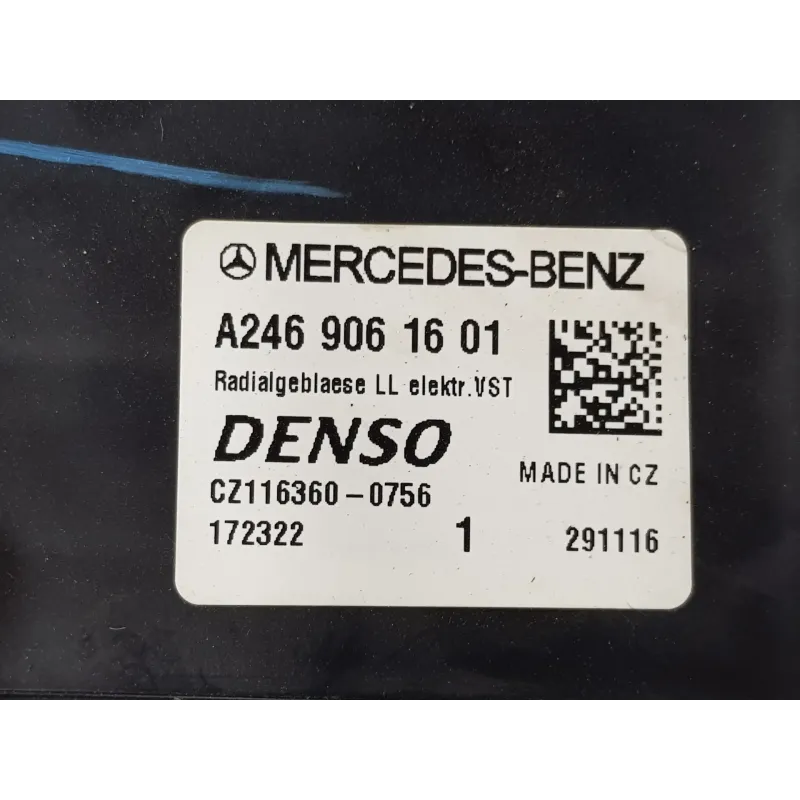 MERCEDES-BENZ
A246 906 16 01
Radialgeblaese LL elektr.VST
DENSO
MADE IN CZ
CZ116360-0756
172322 1 291116